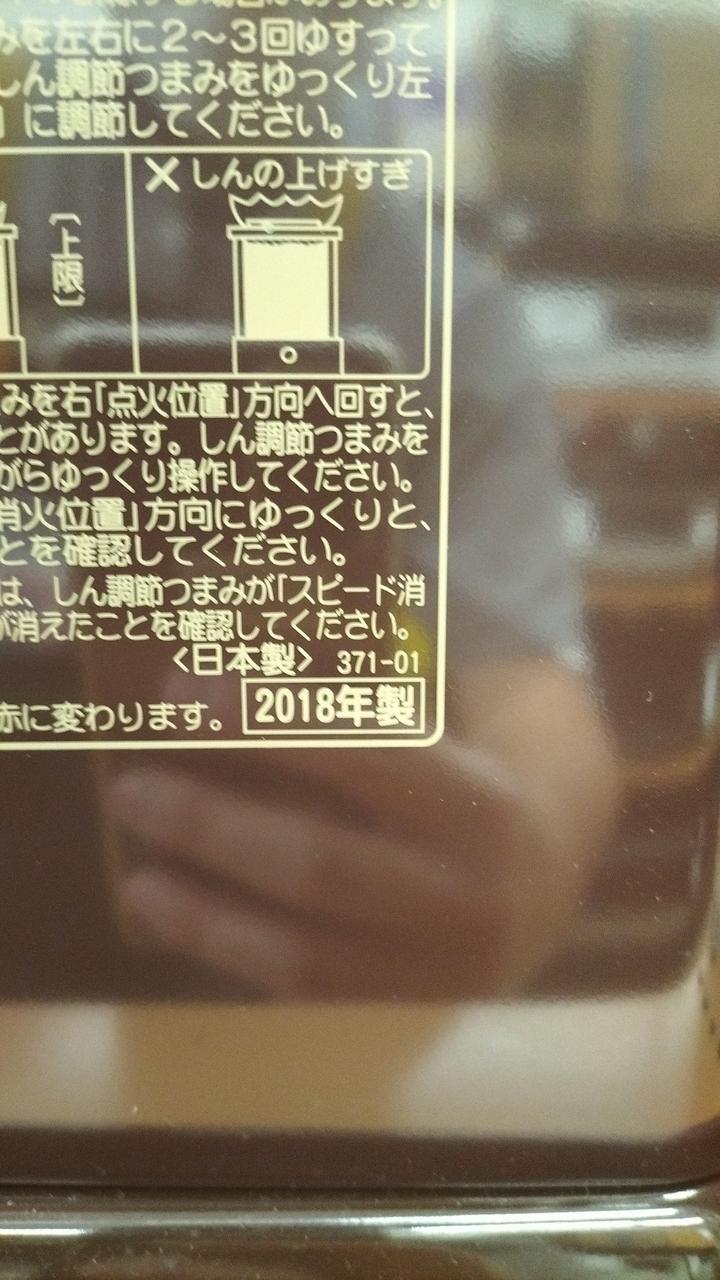 みを左右に2～3回ゆすって
しん調節つまみをゆっくり左
に調節してください。
×しんの上げすぎ
〔上限〕
みを右「点火位置」方向へ回すと、
とがあります。しん調節つまみを
がらゆっくり操作してください。
消火位置」方向にゆっくりと、
とを確認してください。
は、しん調節つまみが「スピード消
が消えたことを確認してください。
〈日本製〉 371-01
赤に変わります。 2018年製